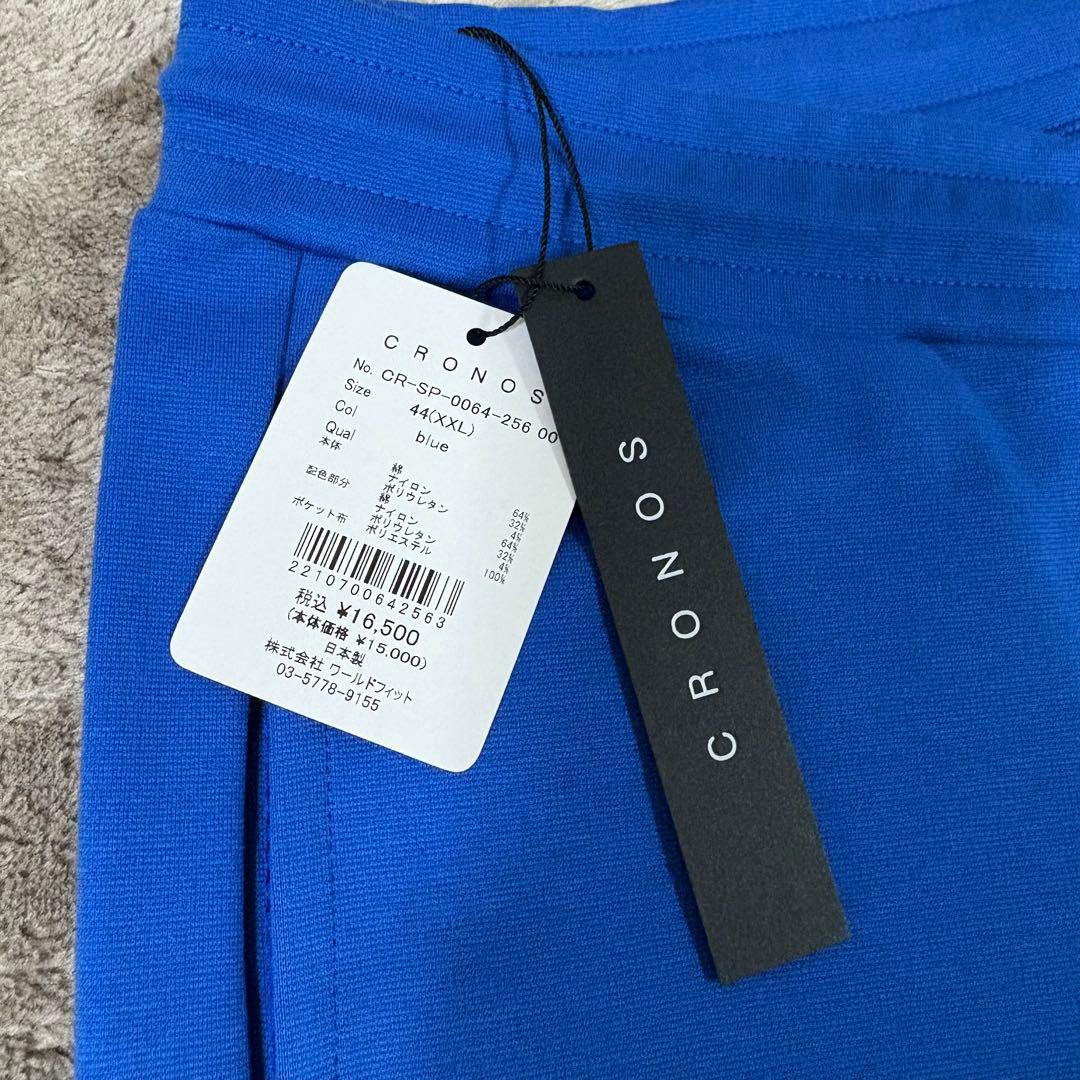 CRONOS
No. CR-SP-0064-256 00
Size 44(XXL)
Col blue
Qual
本体 綿 64%
ナイロン 32%
ポリウレタン 4%
配色部分 綿 64%
ナイロン 32%
ポリウレタン 4%
ポケット布 ポリエステル 100%
2210700642563
税込 ¥16,500
(本体価格 ¥15,000)
日本製
株式会社 ワールドフィット
03-5778-9155
CRONOS